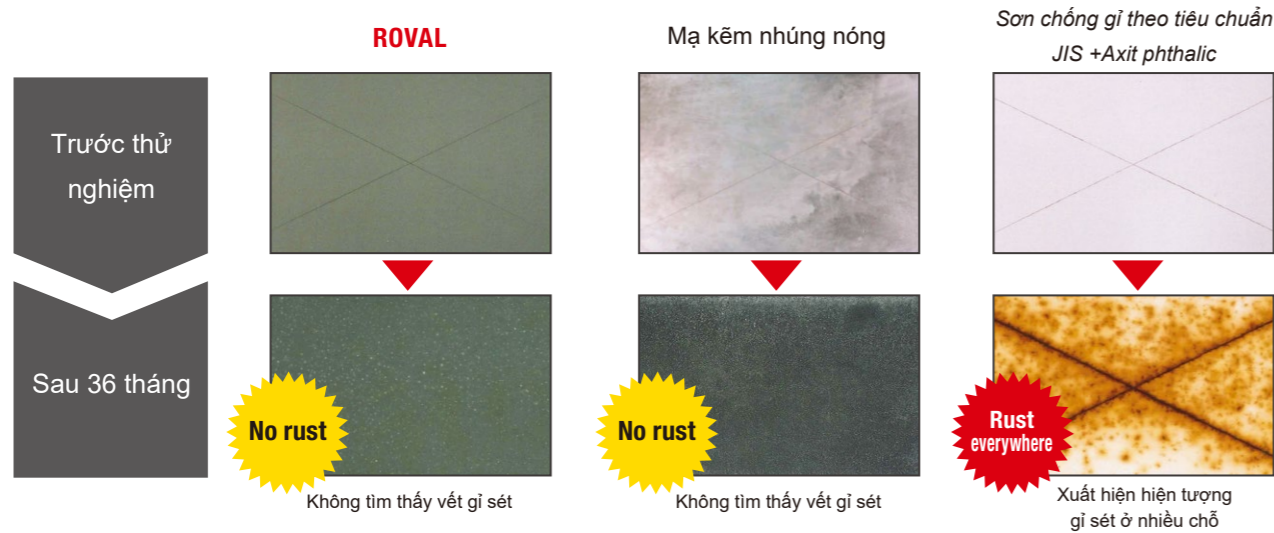 ROVAL
Mạ kẽm nhúng nóng
Sơn chống gỉ theo tiêu chuẩn
JIS +Axit phthalic
Trước thử
nghiệm
Sau 36 tháng
No rust
No rust
Rust
everywhere
Không tìm thấy vết gỉ sét
Không tìm thấy vết gỉ sét
Xuất hiện hiện tượng
gỉ sét ở nhiều chỗ